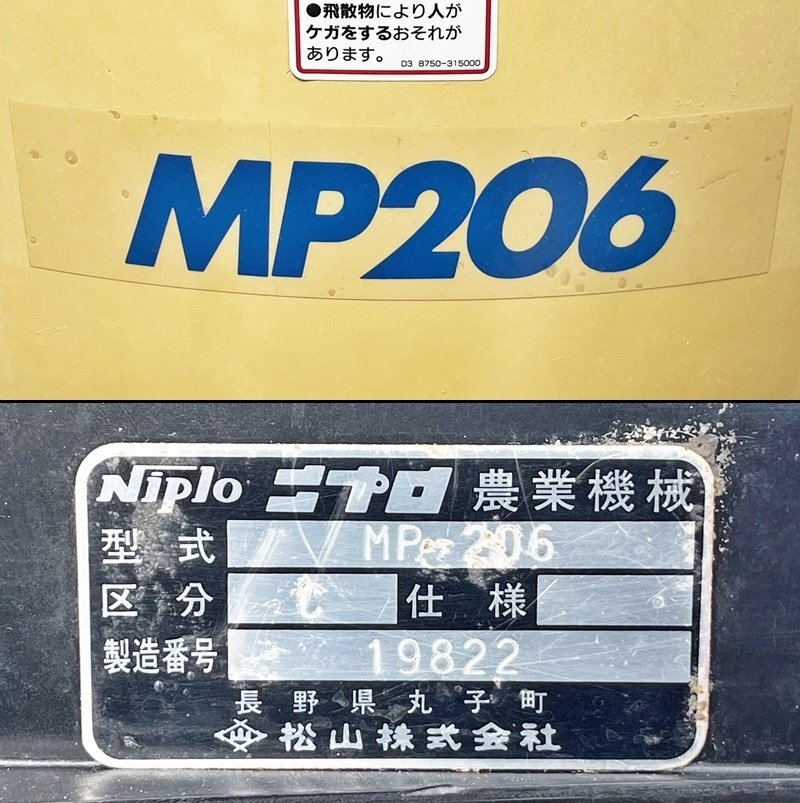 ●飛散物により人が
ケガをするおそれが
あります。
D3 8750-315000
MP206
Niplo ニプロ 農業機械
型式 MP-206
区分 C 仕様
製造番号 19822
長野県丸子町
松山株式会社